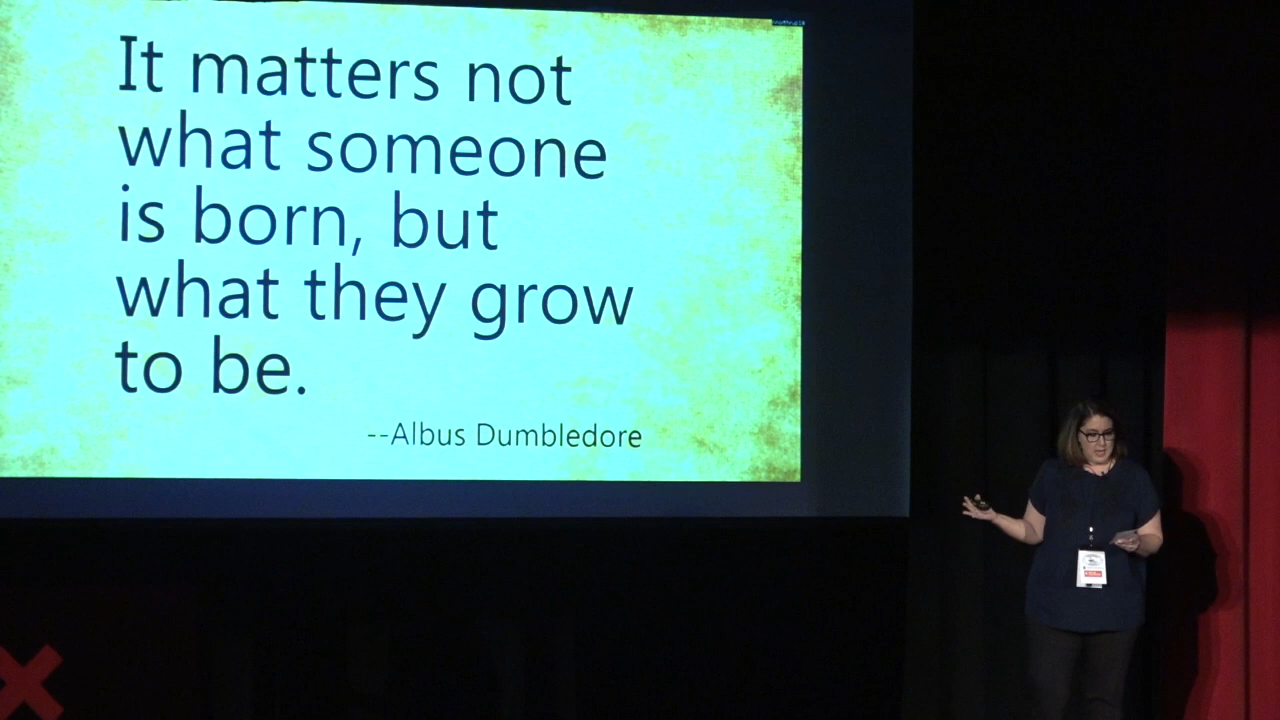 It matters not
what someone
is born, but
what they grow
to be.
--Albus Dumbledore